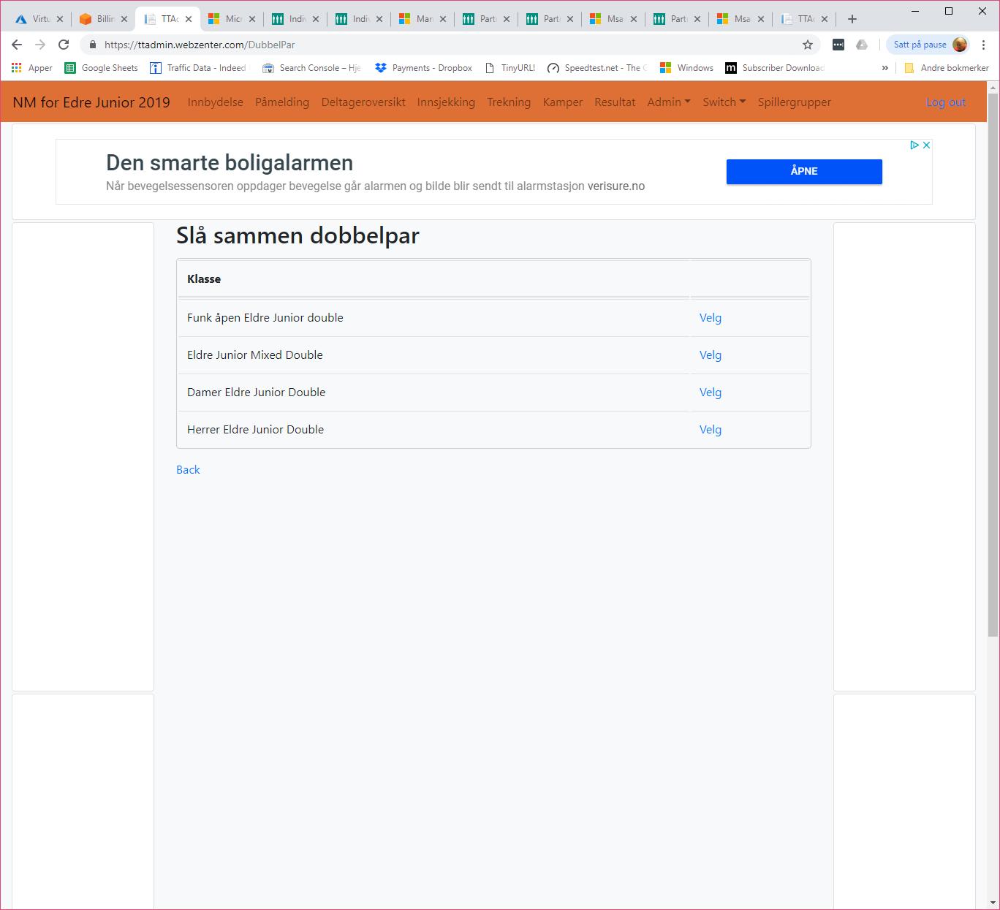 Virtu
Billin
TTAd
Micr
Indiv
Indiv
Man
Part
Part
Msa
Part
Msa
TTAd
https://ttadmin.webzenter.com/DubbelPar
Satt på pause
Apper
Google Sheets
Traffic Data - Indeed
Search Console – Hje
Payments - Dropbox
TinyURL!
Speedtest.net - The G
Windows
Subscriber Download
»
Andre bokmerker
NM for Edre Junior 2019
Innbydelse
Påmelding
Deltageroversikt
Innsjekking
Trekning
Kamper
Resultat
Admin
Switch
Spillergrupper
Log out
Den smarte boligalarmen
Når bevegelsessensoren oppdager bevegelse går alarmen og bilde blir sendt til alarmstasjon verisure.no
ÅPNE
Slå sammen dobbelpar
Klasse
Funk åpen Eldre Junior double Velg
Eldre Junior Mixed Double Velg
Damer Eldre Junior Double Velg
Herrer Eldre Junior Double Velg
Back